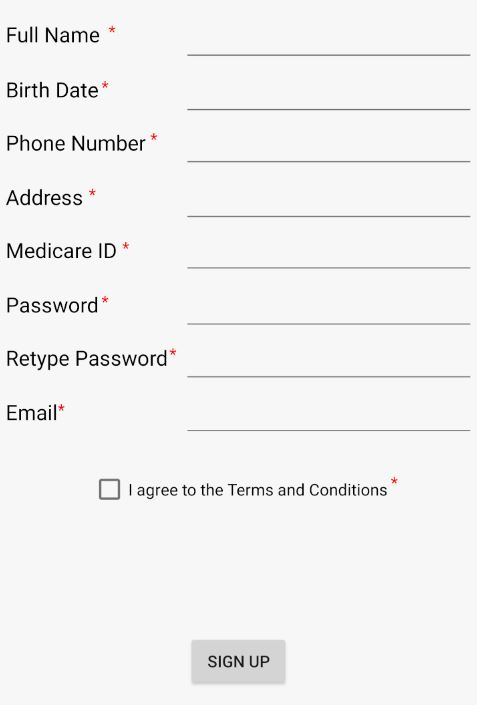 Full Name *
Birth Date *
Phone Number *
Address *
Medicare ID *
Password *
Retype Password*
Email*
I agree to the Terms and Conditions *
SIGN UP